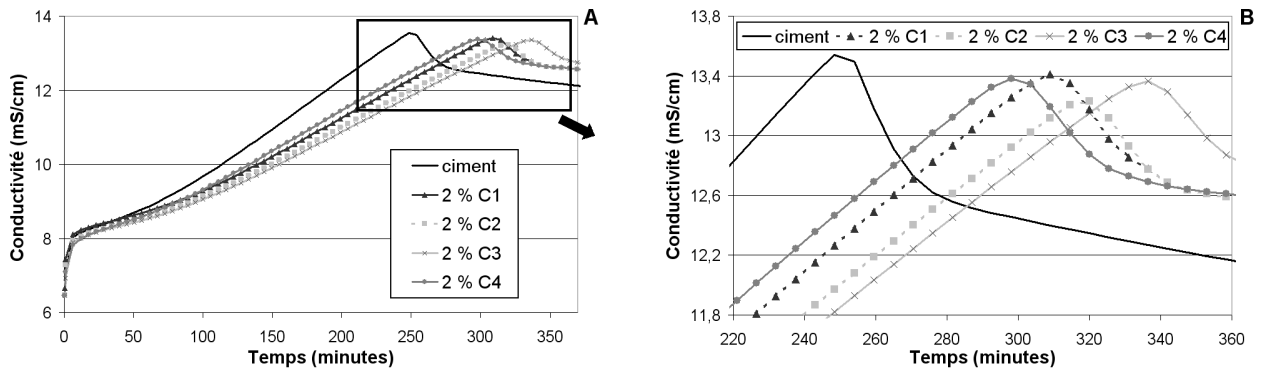 A
Conductivité (mS/cm)
14
12
10
8
6
ciment
2 % C1
2 % C2
2 % C3
2 % C4
0 50 100 150 200 250 300 350
Temps (minutes)
B
Conductivité (mS/cm)
13,8
13,4
13
12,6
12,2
11,8
ciment 2 % C1 2 % C2 2 % C3 2 % C4
220 240 260 280 300 320 340 360
Temps (minutes)